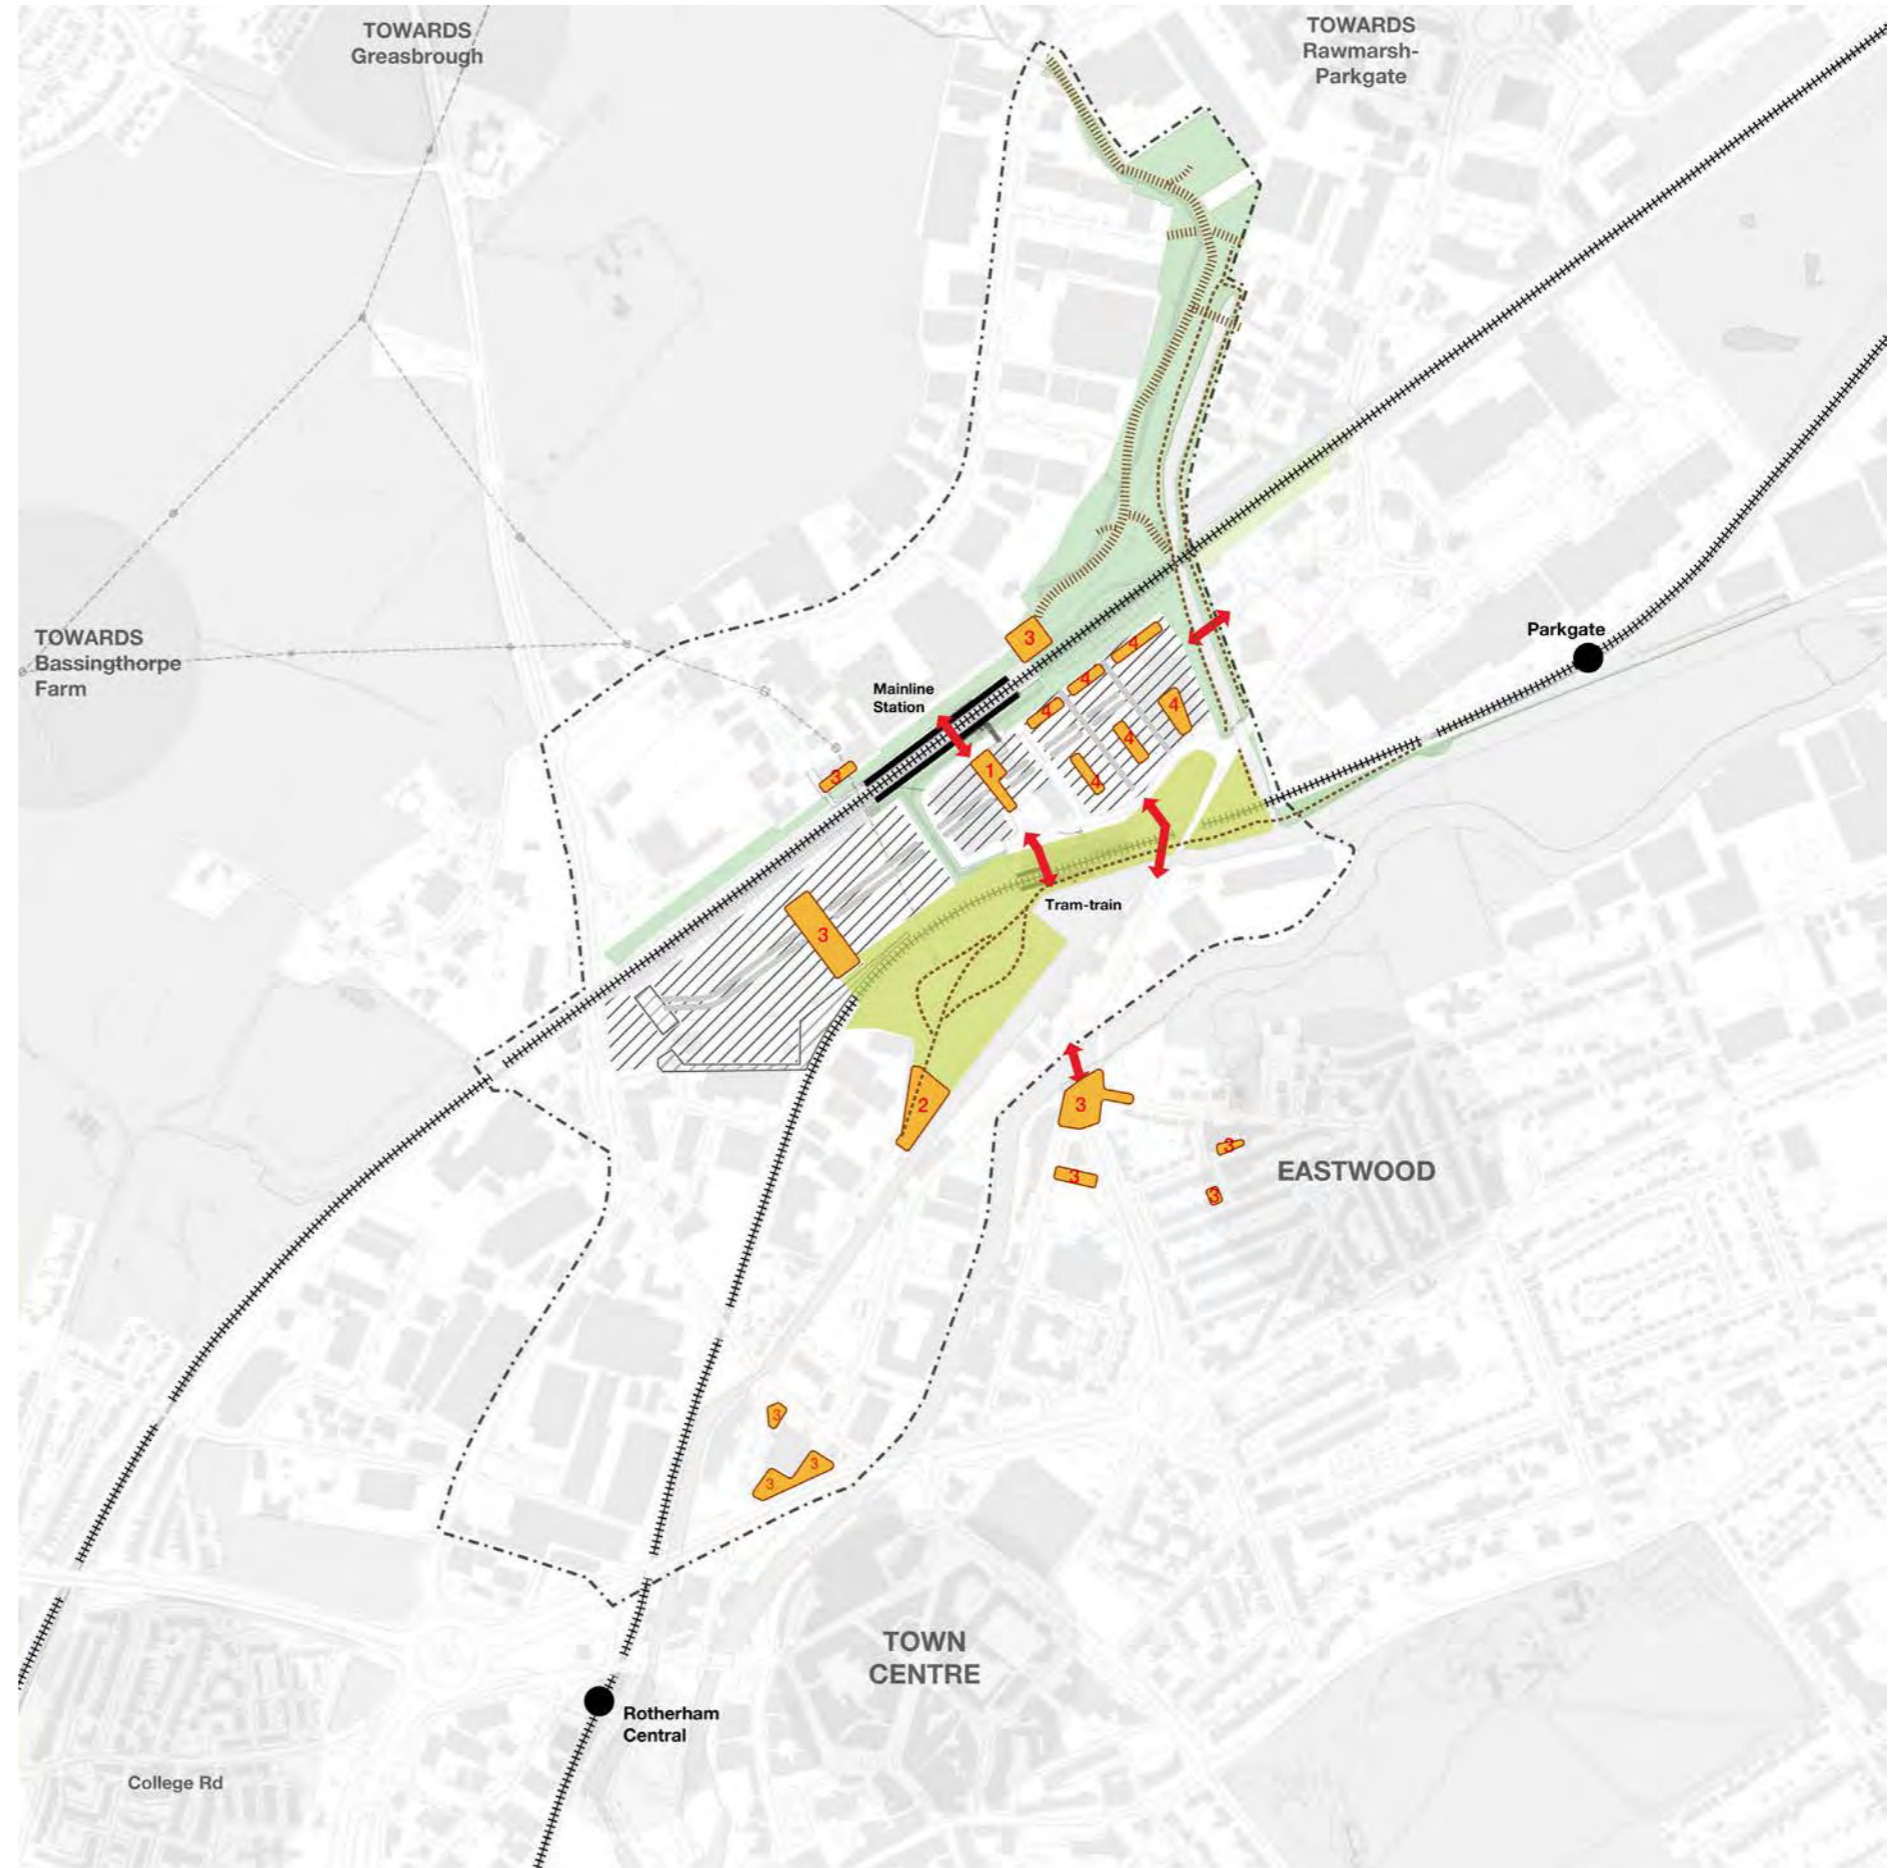 TOWARDS
Greasbrough
TOWARDS
Rawmarsh-
Parkgate
TOWARDS
Bassingthorpe
Farm
Parkgate
3
4
4
4
4
4
4
Mainline
Station
3
1
3
Tram-train
2
3
3
3
3
EASTWOOD
3
3
3
TOWN
CENTRE
Rotherham
Central
College Rd